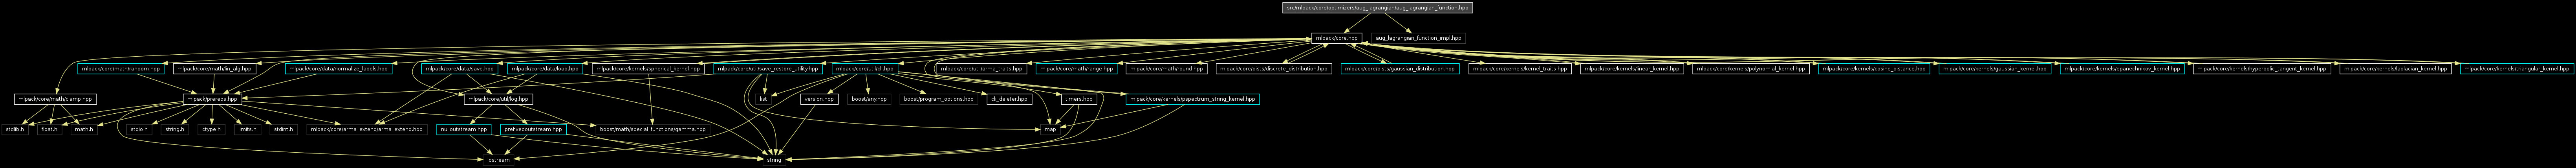 src/mlpack/core/optimizers/aug_lagrangian/aug_lagrangian_function.hpp
mlpack/core.hpp
aug_lagrangian_function_impl.hpp
mlpack/core/math/random.hpp
mlpack/core/math/lin_alg.hpp
mlpack/core/data/normalize_labels.hpp
mlpack/core/data/save.hpp
mlpack/core/data/load.hpp
mlpack/core/kernels/spherical_kernel.hpp
mlpack/core/util/save_restore_utility.hpp
mlpack/core/util/cli.hpp
mlpack/core/util/arma_traits.hpp
mlpack/core/math/range.hpp
mlpack/core/math/round.hpp
mlpack/core/dists/discrete_distribution.hpp
mlpack/core/dists/gaussian_distribution.hpp
mlpack/core/kernels/kernel_traits.hpp
mlpack/core/kernels/linear_kernel.hpp
mlpack/core/kernels/polynomial_kernel.hpp
mlpack/core/kernels/cosine_distance.hpp
mlpack/core/kernels/gaussian_kernel.hpp
mlpack/core/kernels/epanechnikov_kernel.hpp
mlpack/core/kernels/hyperbolic_tangent_kernel.hpp
mlpack/core/kernels/laplacian_kernel.hpp
mlpack/core/kernels/triangular_kernel.hpp
mlpack/core/math/clamp.hpp
mlpack/prereqs.hpp
mlpack/core/util/log.hpp
list
version.hpp
boost/any.hpp
boost/program_options.hpp
cli_deleter.hpp
timers.hpp
mlpack/core/kernels/pspectrum_string_kernel.hpp
stdlib.h
float.h
math.h
stdio.h
string.h
ctype.h
limits.h
stdint.h
mlpack/core/arma_extend/arma_extend.hpp
nulloutstream.hpp
prefixedoutstream.hpp
boost/math/special_functions/gamma.hpp
map
iostream
string